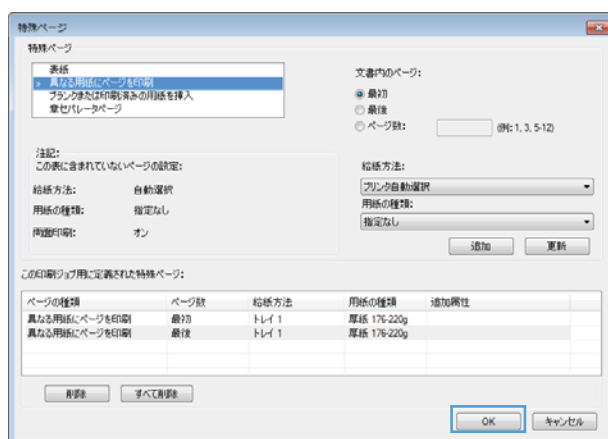 特殊ページ
特殊ページ
表紙
» 異なる用紙にページを印刷
ブランクまたは印刷済みの用紙を挿入
章セパレータページ
文書内のページ:
最初
最後
ページ数:
(例: 1, 3, 5-12)
注記:
この表に含まれていないページの設定:
給紙方法: 自動選択
用紙の種類: 指定なし
両面印刷: オン
給紙方法:
プリンタ自動選択
用紙の種類:
指定なし
追加 更新
この印刷ジョブ用に定義された特殊ページ:
ページの種類 ページ数 給紙方法 用紙の種類 追加属性
異なる用紙にページを印刷 最初 トレイ 1 厚紙 176-220g
異なる用紙にページを印刷 最後 トレイ 1 厚紙 176-220g
削除 すべて削除
OK キャンセル